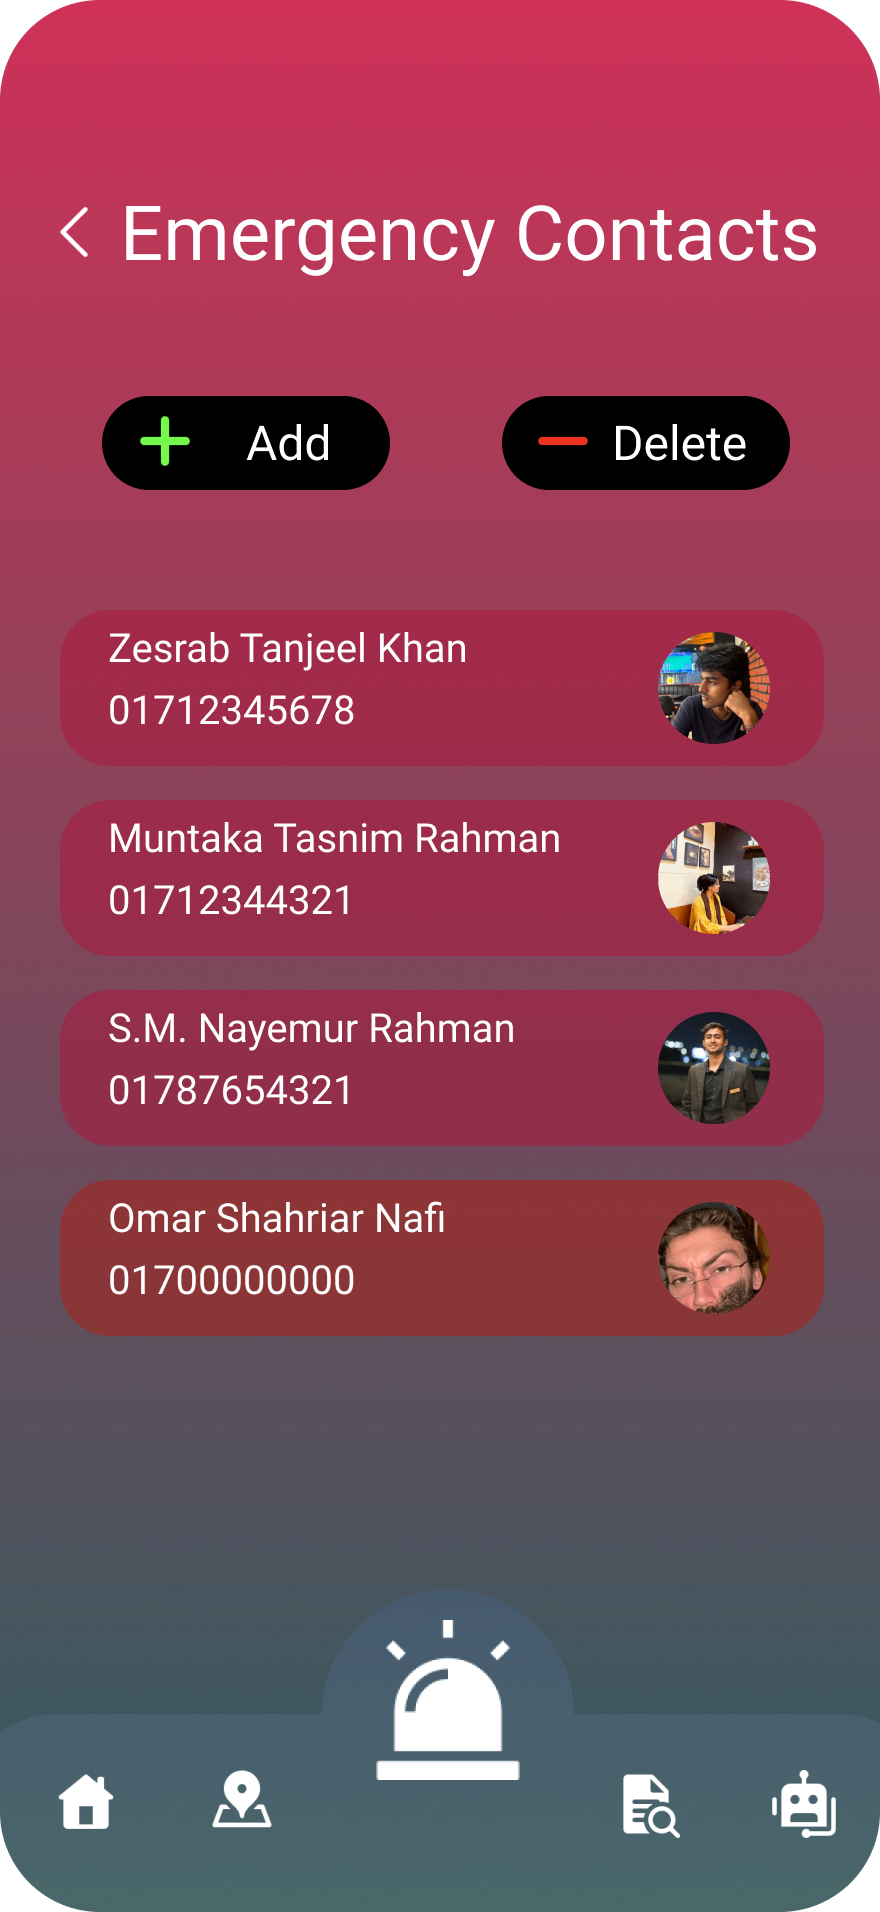 Emergency Contacts
Add
Delete
Zesrab Tanjeel Khan
01712345678
Muntaka Tasnim Rahman
01712344321
S.M. Nayemur Rahman
01787654321
Omar Shahriar Nafi
01700000000